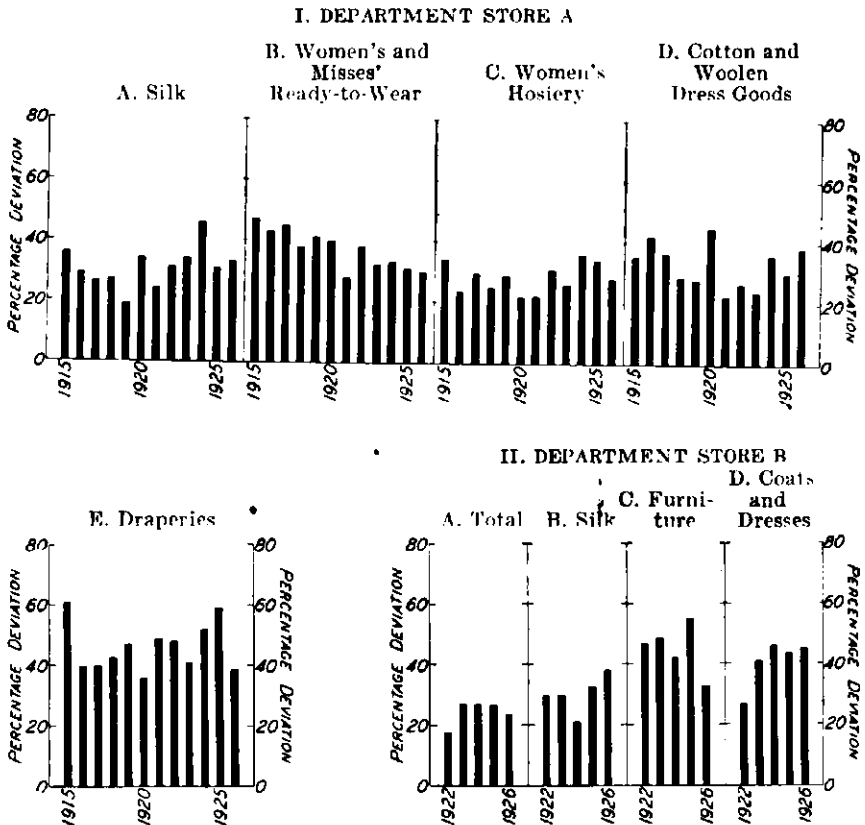 I. DEPARTMENT STORE A
A. Silk
B. Women's and
Misses'
Ready-to-Wear
C. Women's
Hosiery
D. Cotton and
Woolen
Dress Goods
PERCENTAGE DEVIATION
80
60
40
20
0
80
60
40
20
0
PERCENTAGE DEVIATION
1915
1920
1925
1915
1920
1925
1915
1920
1925
1915
1920
1925
E. Draperies
PERCENTAGE DEVIATION
80
60
40
20
0
80
60
40
20
0
PERCENTAGE DEVIATION
1915
1920
1925
II. DEPARTMENT STORE B
A. Total
B. Silk
C. Furni-
ture
D. Coats
and
Dresses
PERCENTAGE DEVIATION
80
60
40
20
0
80
60
40
20
0
PERCENTAGE DEVIATION
1922
1926
1922
1926
1922
1926
1922
1926